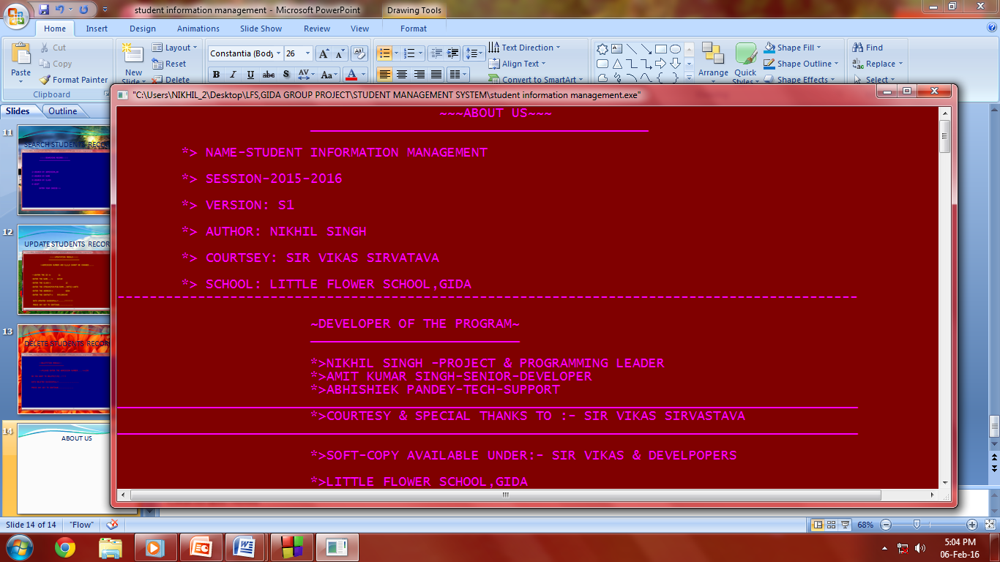 student information management - Microsoft PowerPoint
Drawing Tools
Home Insert Design Animations Slide Show Review View Format
Paste
Cut
Copy
Format Painter
Clipboard
New
Slide
Layout
Reset
Delete
Constantia (Body 26
B I U abc S AV Aa A
Text Direction
Align Text
Convert to SmartArt
Arrange
Quick
Styles
Shape Fill
Shape Outline
Shape Effects
Find
Replace
Select
Slides Outline
11
SEARCH STUDENTS RECOR
12
UPDATE STUDENTS RECOR
13
DELETE STUDENTS RECOR
14
ABOUT US
"C:\Users\NIKHIL_2\Desktop\LFS,GIDA GROUP PROJECT\STUDENT MANAGEMENT SYSTEM\student information management.exe"
~~~ABOUT US~~~
*> NAME-STUDENT INFORMATION MANAGEMENT
*> SESSION-2015-2016
*> VERSION: S1
*> AUTHOR: NIKHIL SINGH
*> COURTSEY: SIR VIKAS SIRVATAVA
*> SCHOOL: LITTLE FLOWER SCHOOL,GIDA
~DEVELOPER OF THE PROGRAM~
*>NIKHIL SINGH -PROJECT & PROGRAMMING LEADER
*>AMIT KUMAR SINGH-SENIOR-DEVELOPER
*>ABHISHIEK PANDEY-TECH-SUPPORT
*>COURTESY & SPECIAL THANKS TO :- SIR VIKAS SIRVASTAVA
*>SOFT-COPY AVAILABLE UNDER:- SIR VIKAS & DEVELPOPERS
*>LITTLE FLOWER SCHOOL,GIDA
Slide 14 of 14 "Flow" 68%
5:04 PM
06-Feb-16